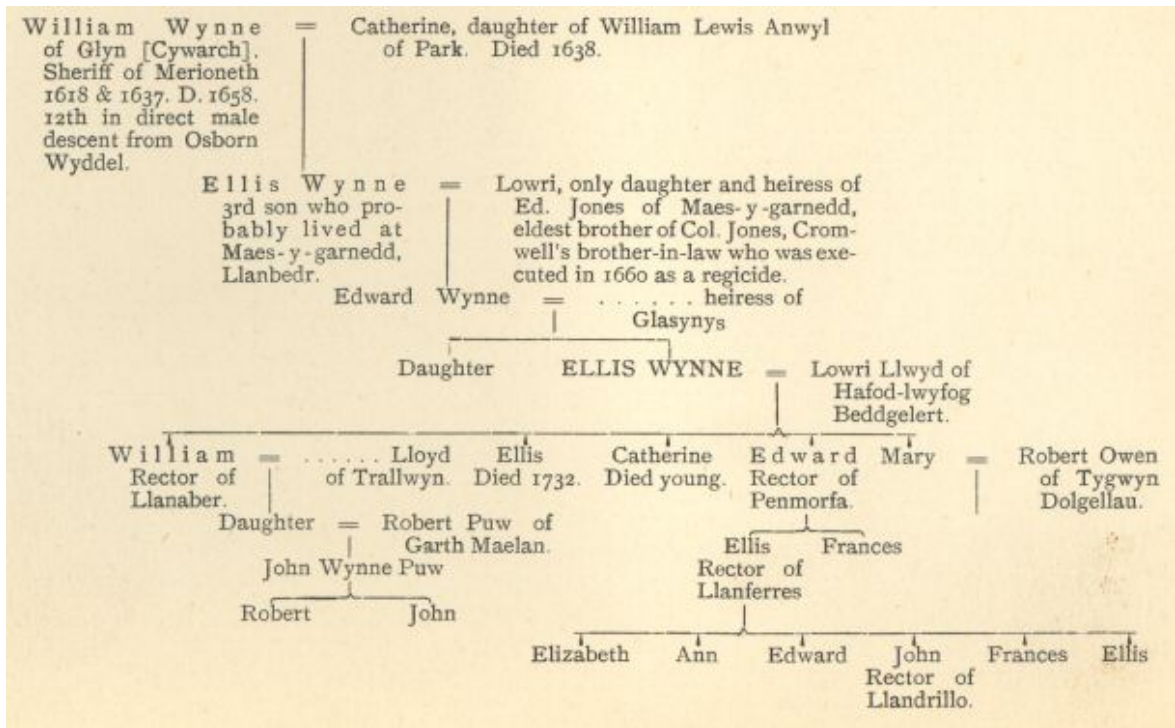 William Wynne = Catherine, daughter of William Lewis Anwyl
of Glyn [Cywarch]. of Park. Died 1638.
Sheriff of Merioneth
1618 & 1637. D. 1658.
12th in direct male
descent from Osborn
Wyddel.
Ellis Wynne = Lowri, only daughter and heiress of
3rd son who pro- Ed. Jones of Maes-y-garnedd,
bably lived at eldest brother of Col. Jones, Crom-
Maes-y-garnedd, well's brother-in-law who was exe-
Llanbedr. cuted in 1660 as a regicide.
Edward Wynne = ...... heiress of
Glasynys
Daughter ELLIS WYNNE = Lowri Llwyd of
Hafod-lwyfog
Beddgelert.
William = ...... Lloyd Ellis Catherine Edward Mary = Robert Owen
Rector of of Trallwyn. Died 1732. Died young. Rector of of Tygwyn
Llanaber. Penmorfa. Dolgellau.
Daughter = Robert Puw of
Garth Maelan.
Ellis Frances
John Wynne Puw Rector of
Llanferres
Robert John
Elizabeth Ann Edward John Frances Ellis
Rector of
Llandrillo.